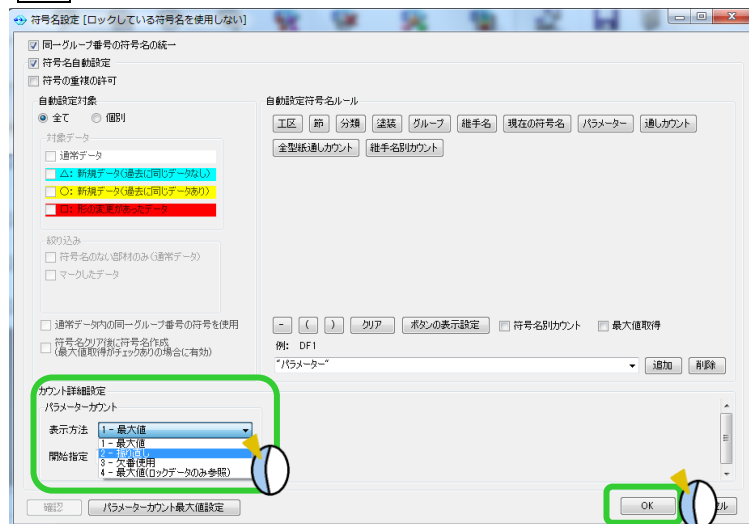 符号名設定 [ロックしている符号名を使用しない]
同一グループ番号の符号名の統一
符号名自動設定
符号の重複の許可
自動設定対象
全て 個別
対象データ
通常データ
△: 新規データ(過去に同じデータなし)
○: 新規データ(過去に同じデータあり)
□: 形の変更があったデータ
絞り込み
符号名のない部材のみ(通常データ)
マークしたデータ
通常データ内の同一グループ番号の符号を使用
符号名クリア後に符号名作成
(最大値取得がチェックありの場合に有効)
自動設定符号名ルール
工区 節 分類 塗装 グループ 継手名 現在の符号名 パラメーター 通しカウント
全型紙通しカウント 継手名別カウント
- ( ) クリア ボタンの表示設定 符号名別カウント 最大値取得
例: DF1
"パラメーター" 追加 削除
カウント詳細設定
パラメーターカウント
表示方法 1 - 最大値
1 - 最大値
2 - 振り直し
開始指定 3 - 欠番使用
4 - 最大値(ロックデータのみ参照)
確認 パラメーターカウント最大値設定 OK